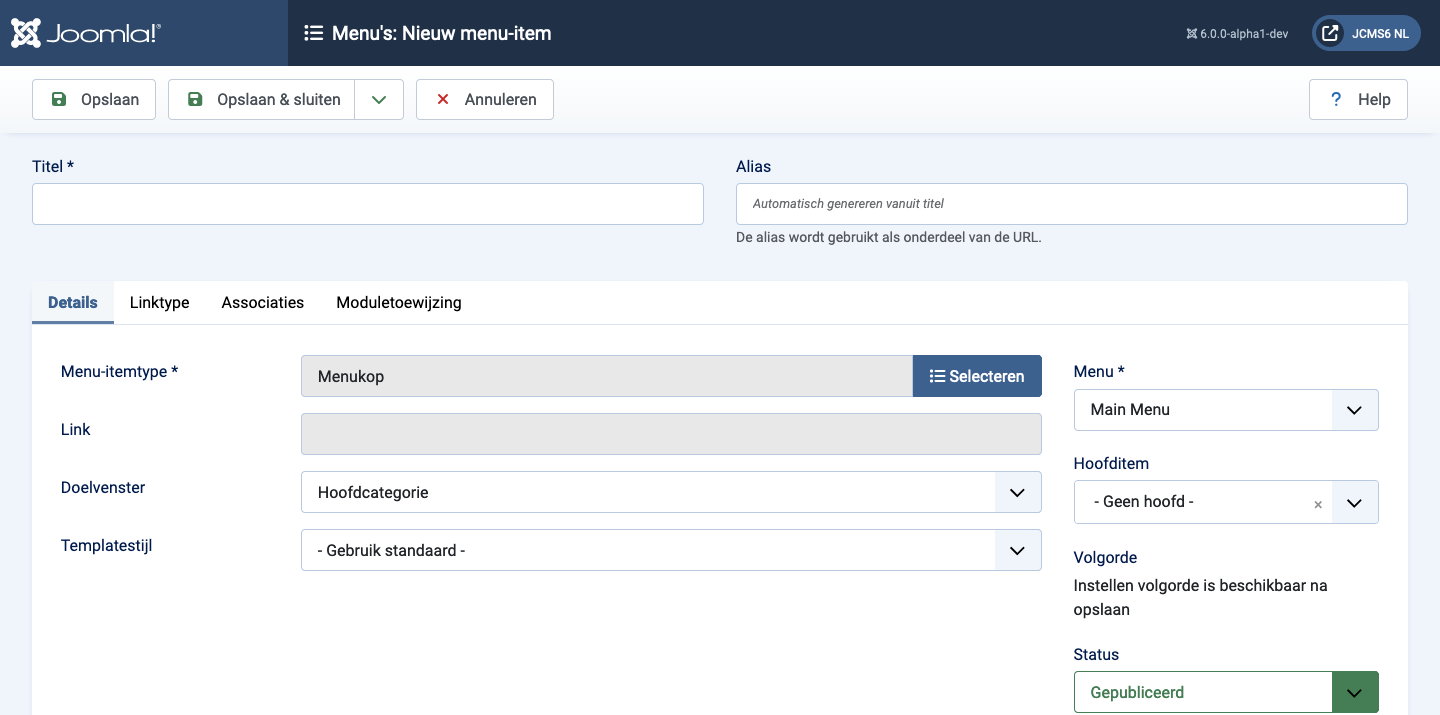 Joomla!®
Menu's: Nieuw menu-item
6.0.0-alpha1-dev
JCMS6 NL
Opslaan
Opslaan & sluiten
Annuleren
? Help
Titel *
Alias
Automatisch genereren vanuit titel
De alias wordt gebruikt als onderdeel van de URL.
Details
Linktype
Associaties
Moduletoewijzing
Menu-itemtype *
Menukop
Selecteren
Link
Doelvenster
Hoofdcategorie
Templatestijl
- Gebruik standaard -
Menu *
Main Menu
Hoofditem
- Geen hoofd -
×
Volgorde
Instellen volgorde is beschikbaar na
opslaan
Status
Gepubliceerd